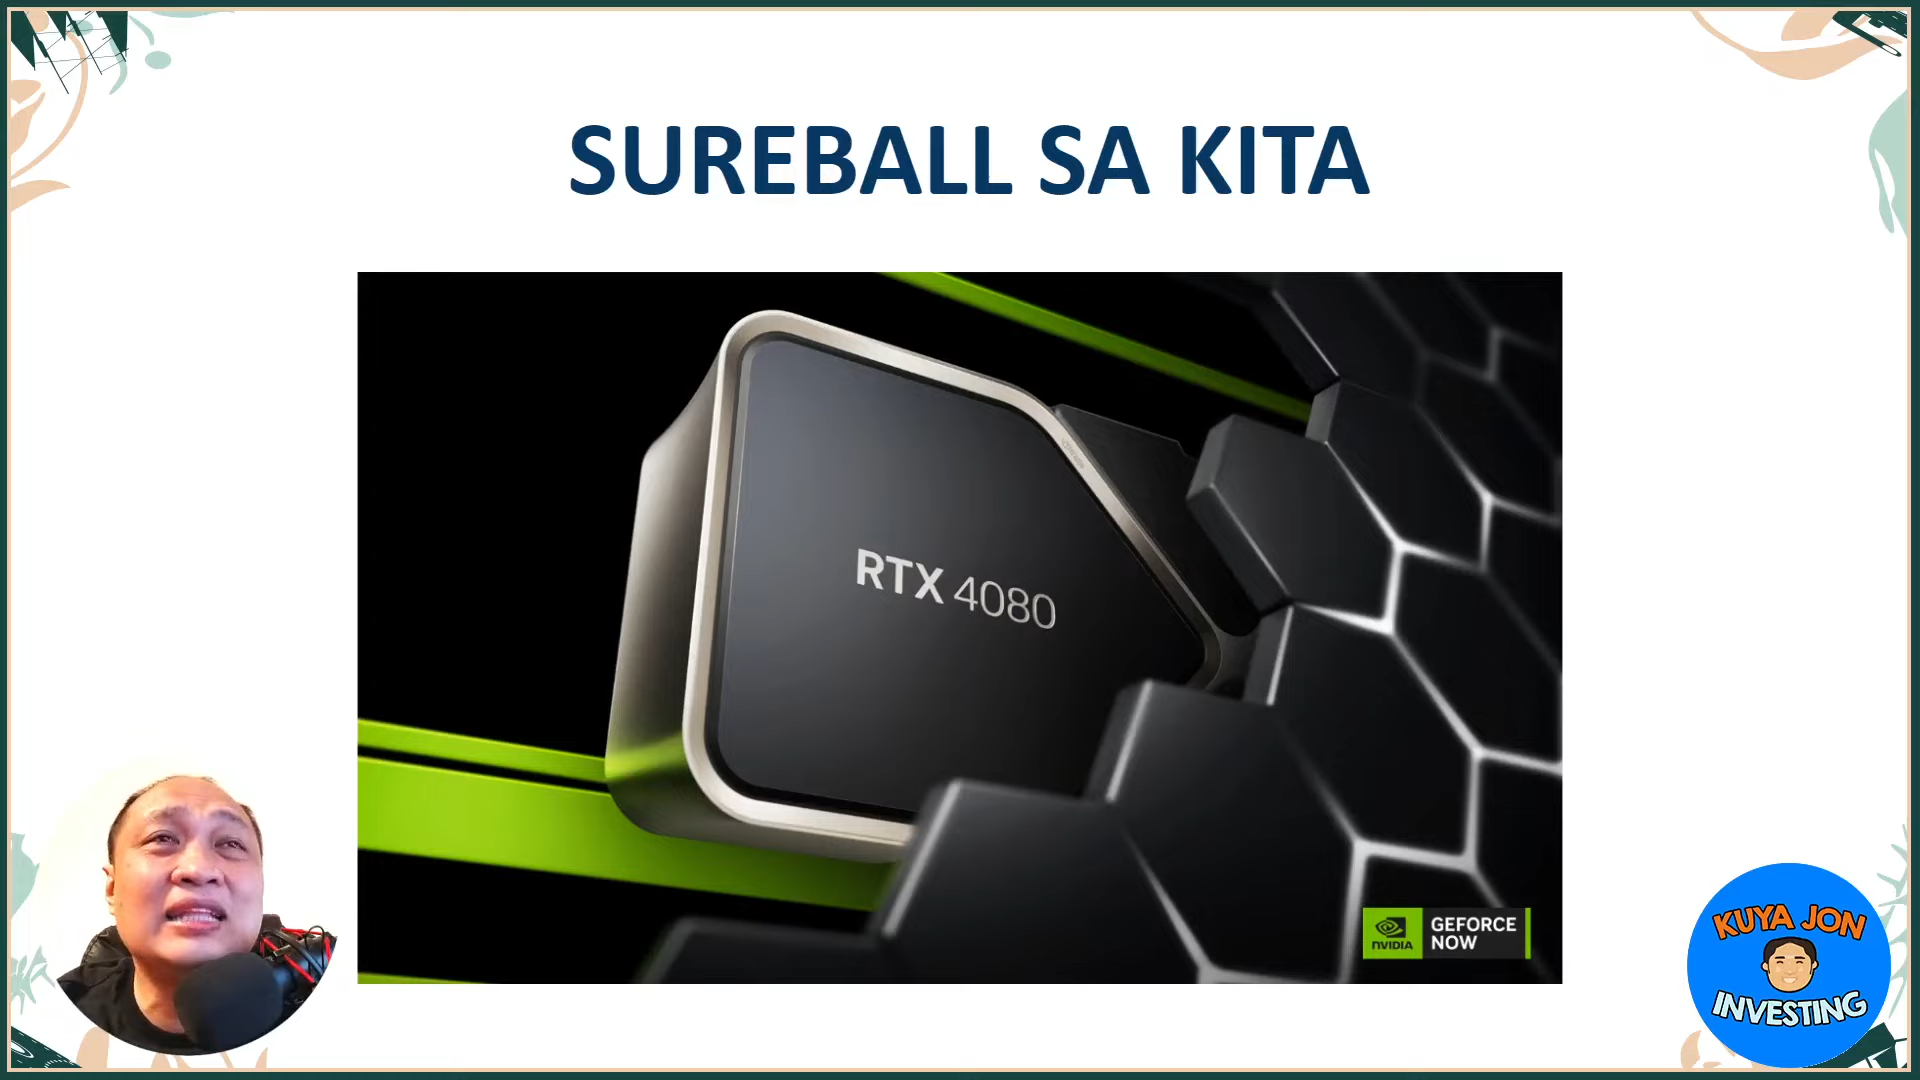 SUREBALL SA KITA
RTX 4080
NVIDIA
GEFORCE
NOW
KUYA JON
INVESTING